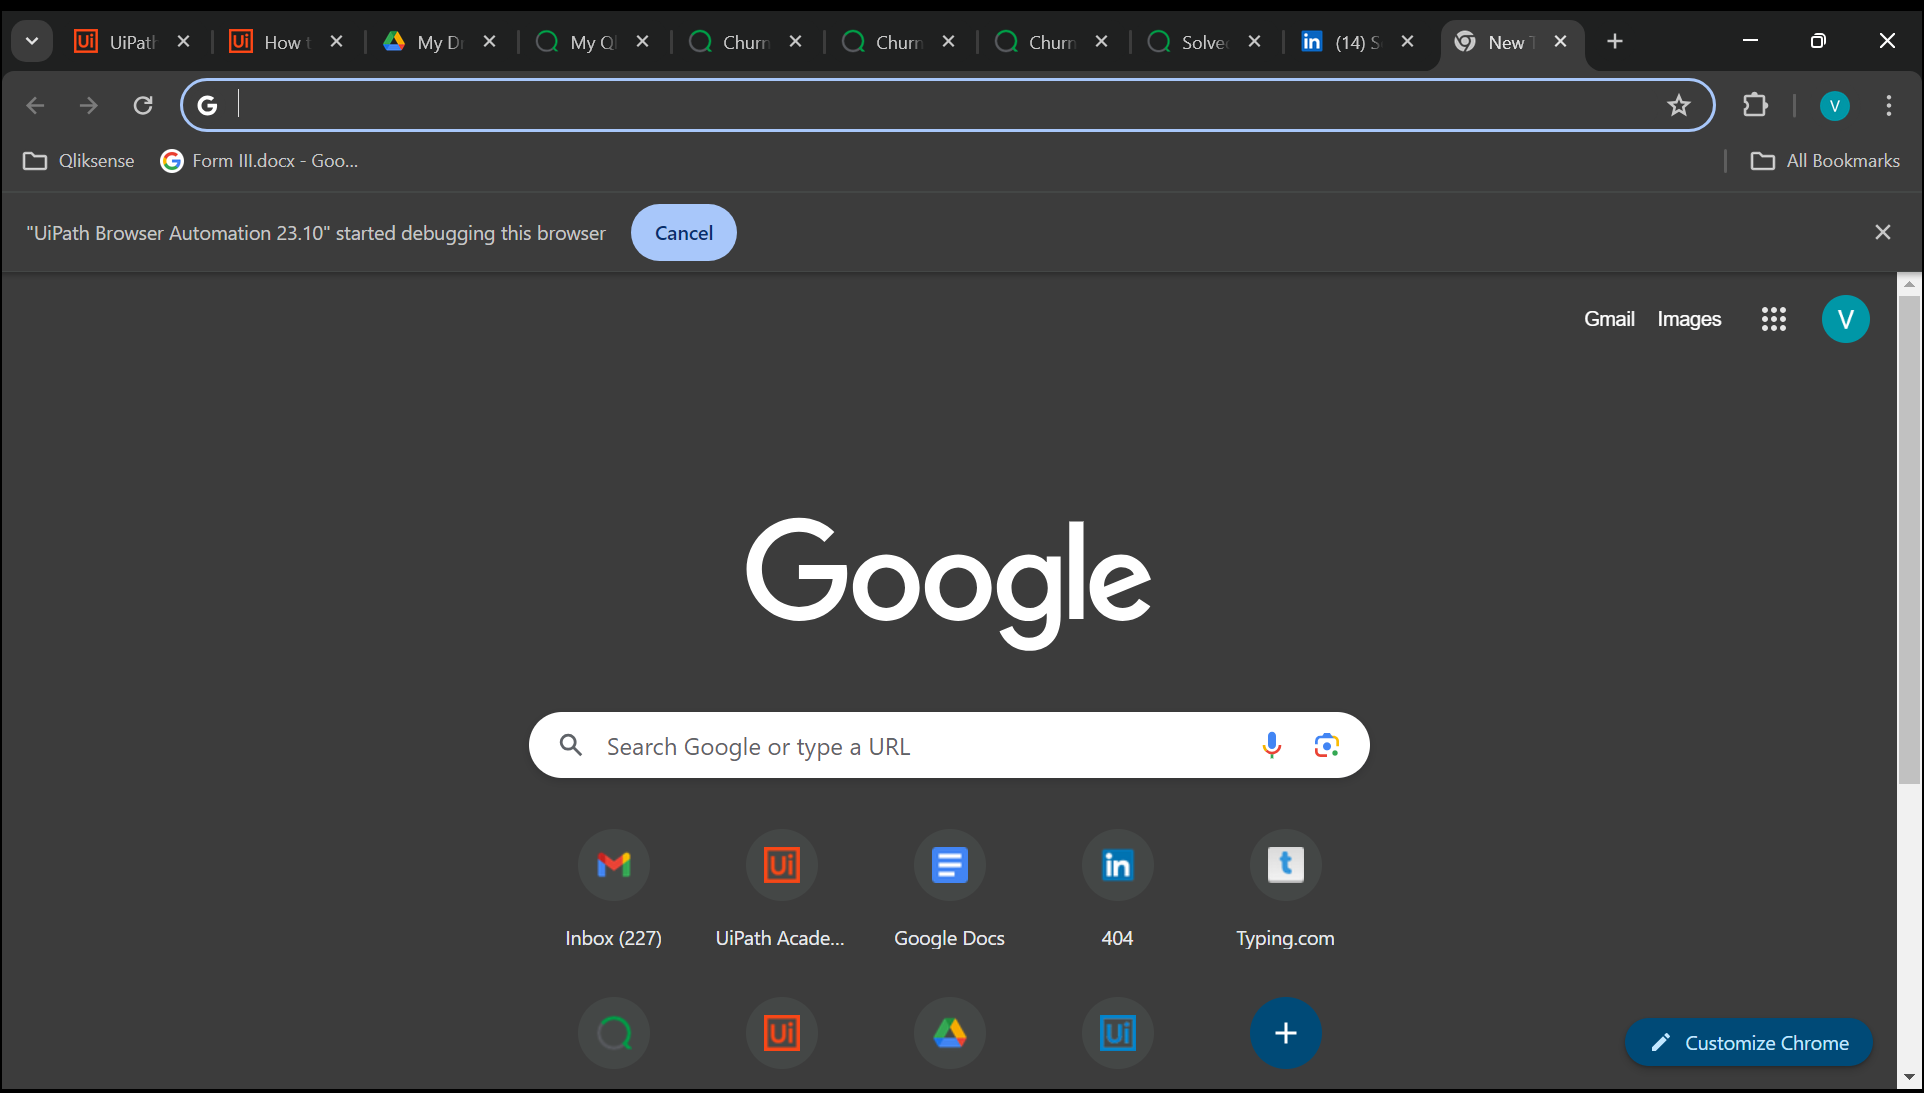 UiPath
How t
My Dr
My Ql
Churn
Churn
Churn
Solved
in (14) S
New T
G
V
Qliksense
Form III.docx - Goo...
All Bookmarks
"UiPath Browser Automation 23.10" started debugging this browser
Cancel
Gmail
Images
V
Google
Search Google or type a URL
Inbox (227)
UiPath Acade...
Google Docs
404
Typing.com
Customize Chrome